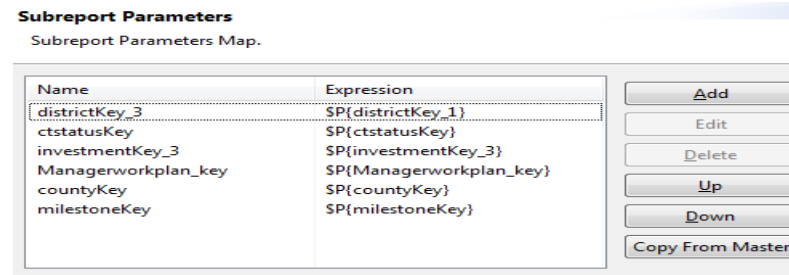 Subreport Parameters
Subreport Parameters Map.
Name Expression Add
districtKey_3 $P{districtKey_1}
ctstatusKey $P{ctstatusKey} Edit
investmentKey_3 $P{investmentKey_3} Delete
Managerworkplan_key $P{Managerworkplan_key}
countyKey $P{countyKey} Up
milestoneKey $P{milestoneKey} Down
Copy From Master